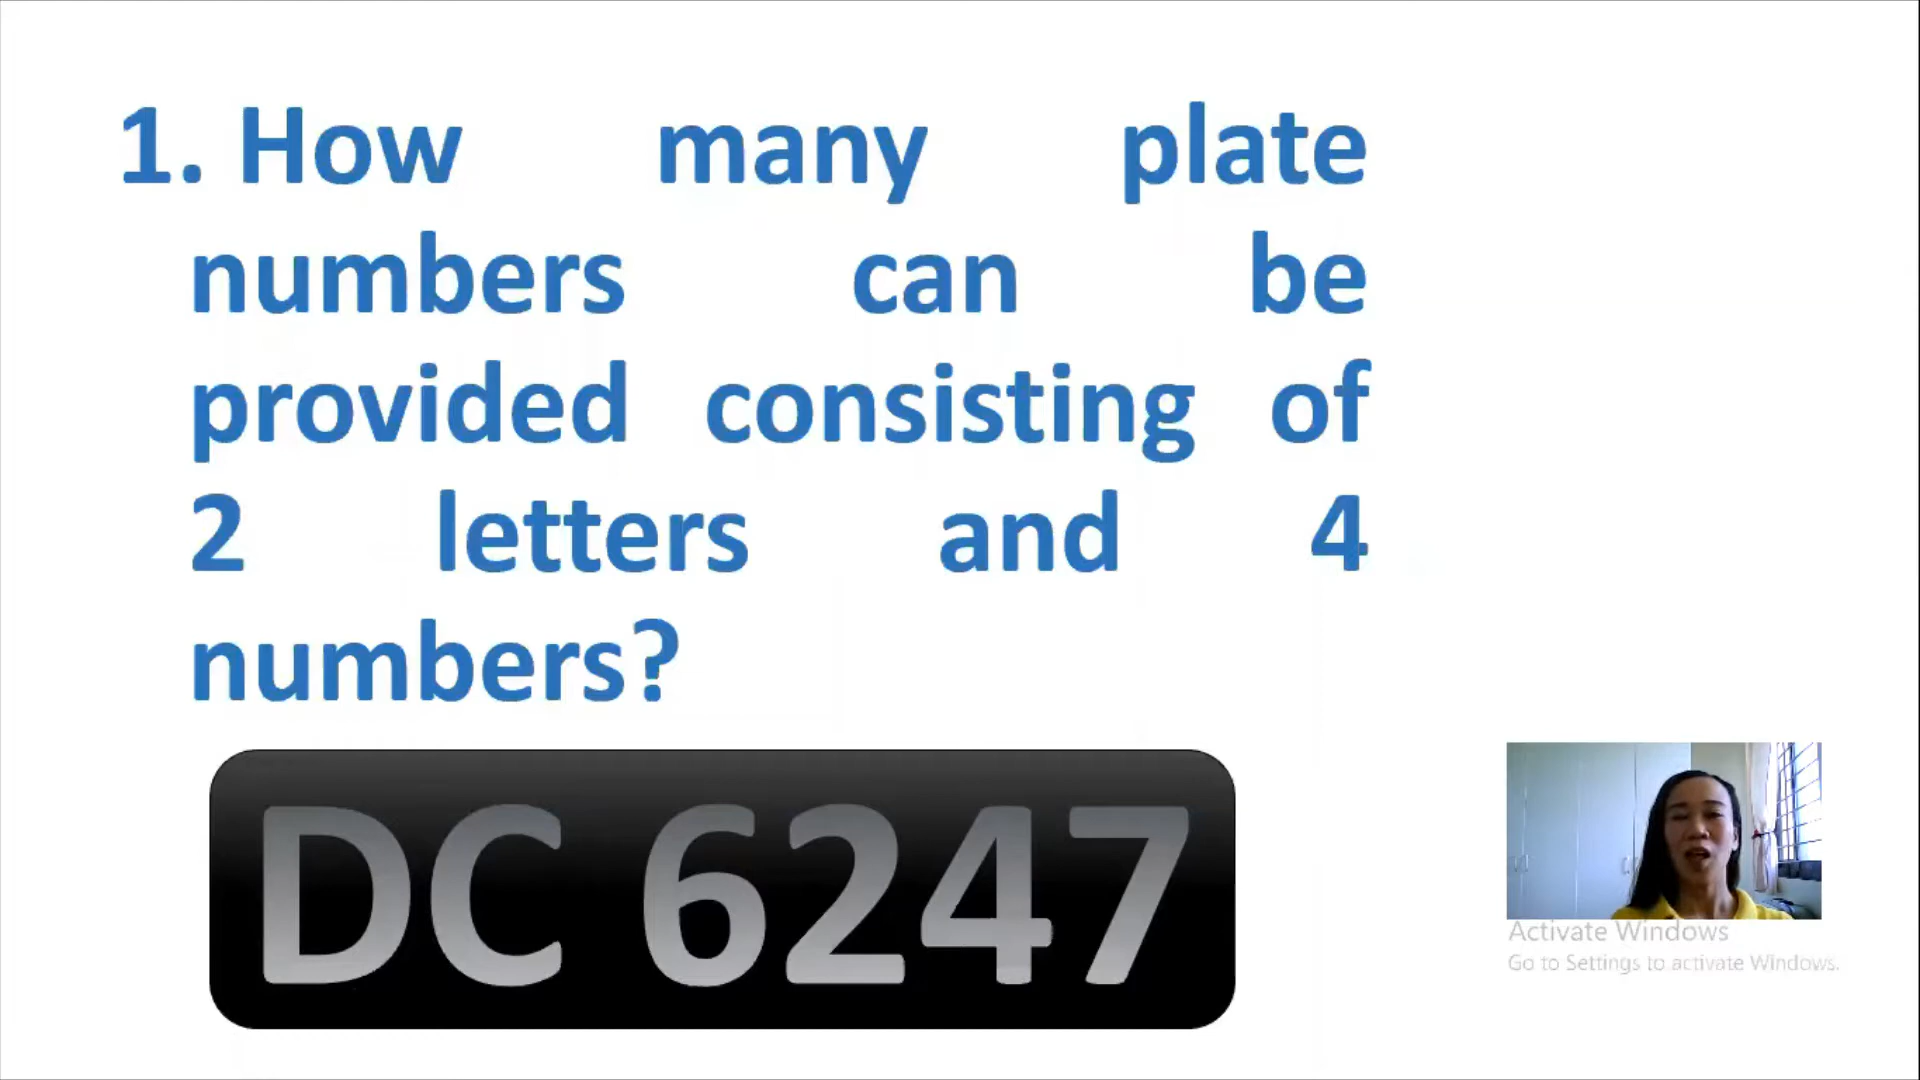 1. How many plate
numbers can be
provided consisting of
2 letters and 4
numbers?
DC 6247
Activate Windows
Go to Settings to activate Windows.